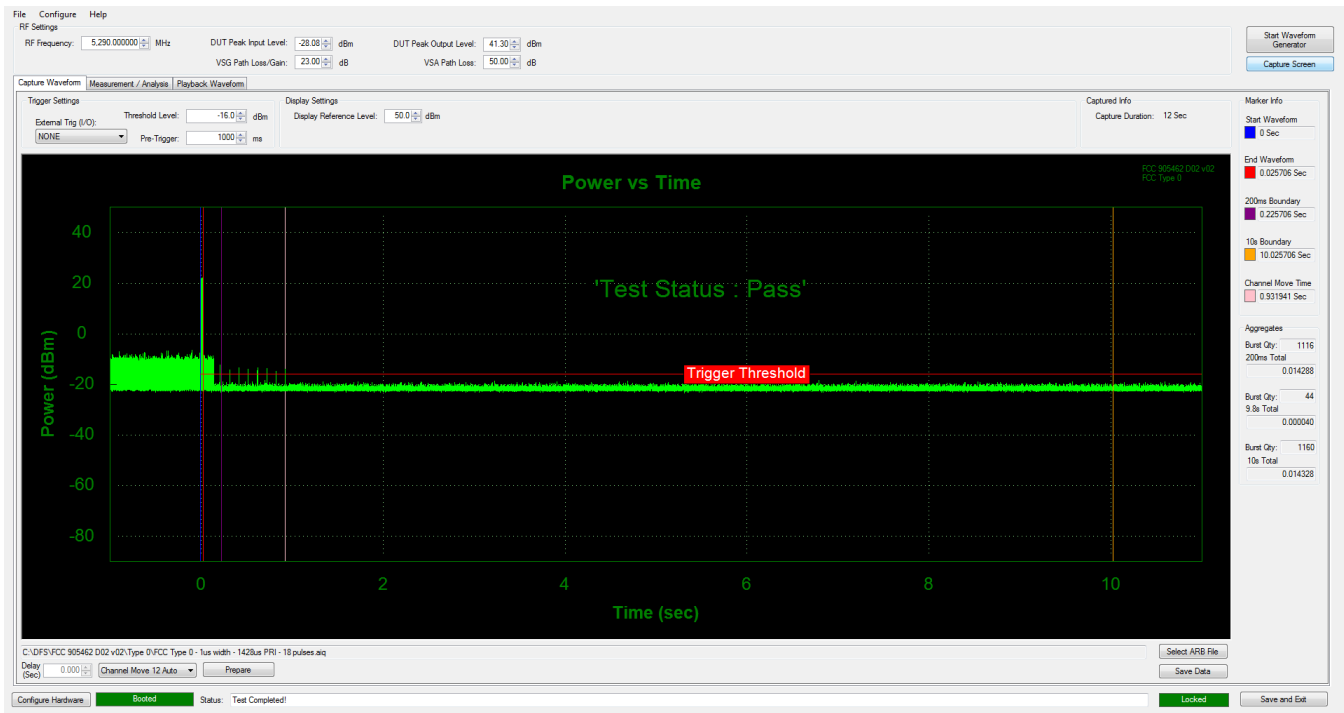 File Configure Help
RF Settings
RF Frequency: 5,290.000000 MHz DUT Peak Input Level: -28.08 dBm DUT Peak Output Level: 41.30 dBm
VSG Path Loss/Gain: 23.00 dB VSA Path Loss: 50.00 dB
Start Waveform
Generator
Capture Screen
Capture Waveform Measurement / Analysis Playback Waveform
Trigger Settings
External Trig (I/O):
NONE
Threshold Level: -16.0 dBm
Pre-Trigger: 1000 ms
Display Settings
Display Reference Level: 50.0 dBm
Captured Info
Capture Duration: 12 Sec
Power vs Time
FCC 905462 D02 v02
FCC Type 0
'Test Status : Pass'
Trigger Threshold
Power (dBm)
40
20
0
-20
-40
-60
-80
0 2 4 6 8 10
Time (sec)
Marker Info
Start Waveform
0 Sec
End Waveform
0.025706 Sec
200ms Boundary
0.225706 Sec
10s Boundary
10.025706 Sec
Channel Move Time
0.931941 Sec
Aggregates
Burst Qty: 1116
200ms Total
0.014288
Burst Qty: 44
9.8s Total
0.000040
Burst Qty: 1160
10s Total
0.014328
C:\DFS\FCC 905462 D02 v02\Type 0\FCC Type 0 - 1us width - 1428us PRI - 18 pulses.aiq
Select ARB File
Delay
(Sec) 0.000 Channel Move 12 Auto Prepare
Save Data
Configure Hardware Booted Status: Test Completed! Locked Save and Exit